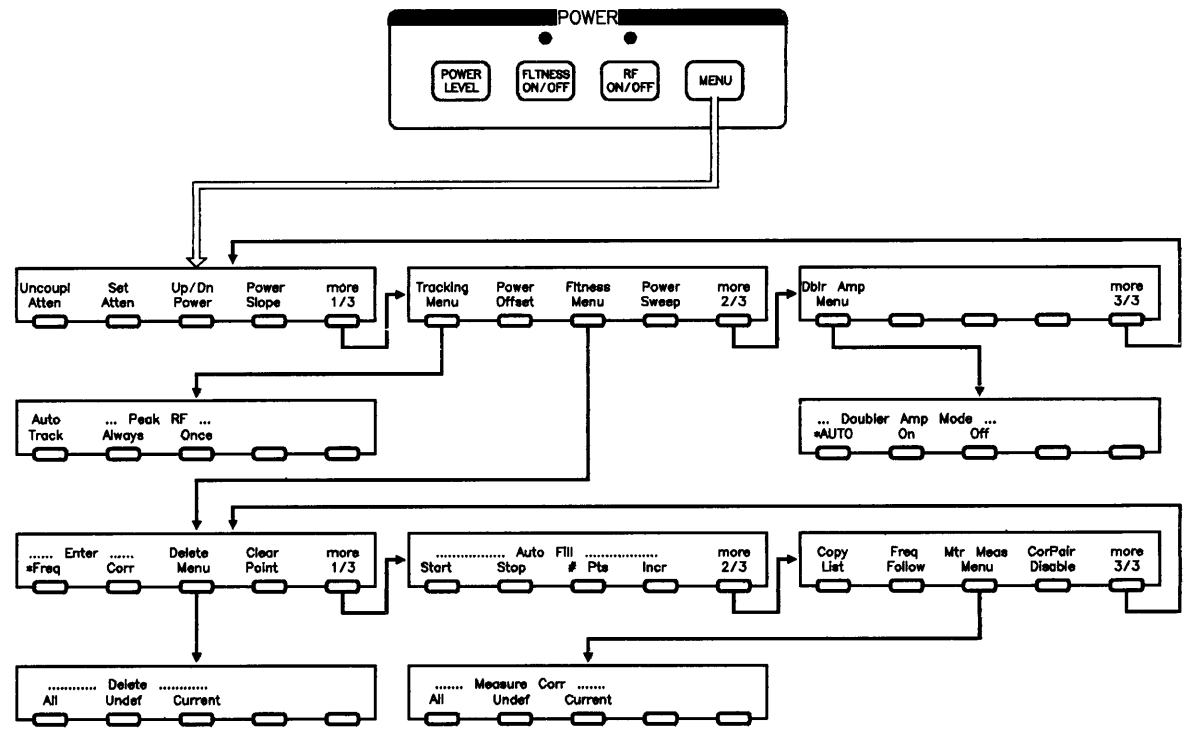 POWER
POWER LEVEL
FLTNESS ON/OFF
RF ON/OFF
MENU
Uncoupl Atten
Set Atten
Up/Dn Power
Power Slope
more 1/3
Tracking Menu
Power Offset
Fltness Menu
Power Sweep
more 2/3
Dblr Amp Menu
more 3/3
Auto Track
... Peak RF ...
Always
Once
... Doubler Amp Mode ...
*AUTO
On
Off
...... Enter ......
*Freq
Corr
Delete Menu
Clear Point
more 1/3
................. Auto Fill ..................
Start
Stop
# Pts
Incr
more 2/3
Copy List
Freq Follow
Mtr Meas Menu
CorPair Disable
more 3/3
............ Delete ............
All
Undef
Current
....... Measure Corr .......
All
Undef
Current